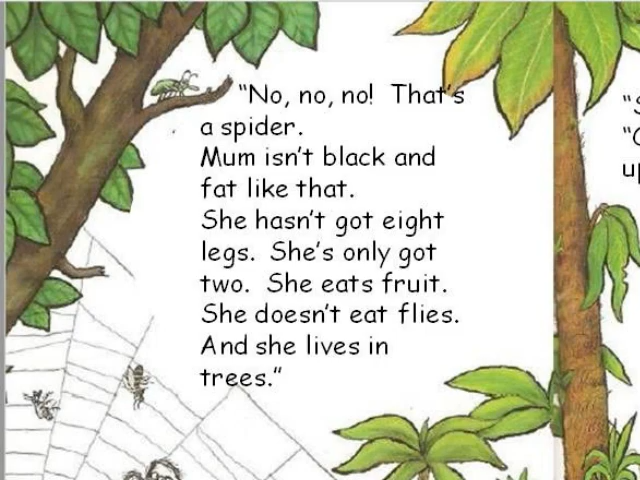 "No, no, no!  That's
a spider.
Mum isn't black and
fat like that.
She hasn't got eight
legs.  She's only got
two.  She eats fruit.
She doesn't eat flies.
And she lives in
trees."